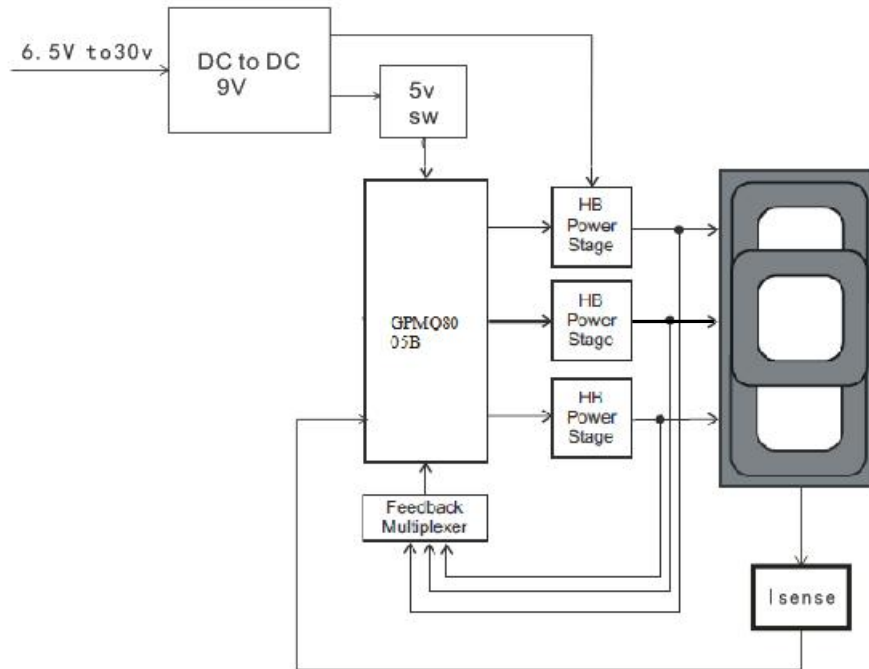 6.5V to30v
DC to DC
9V
5v
sw
HB
Power
Stage
GPMQ80
05B
HB
Power
Stage
HB
Power
Stage
Feedback
Multiplexer
Isense